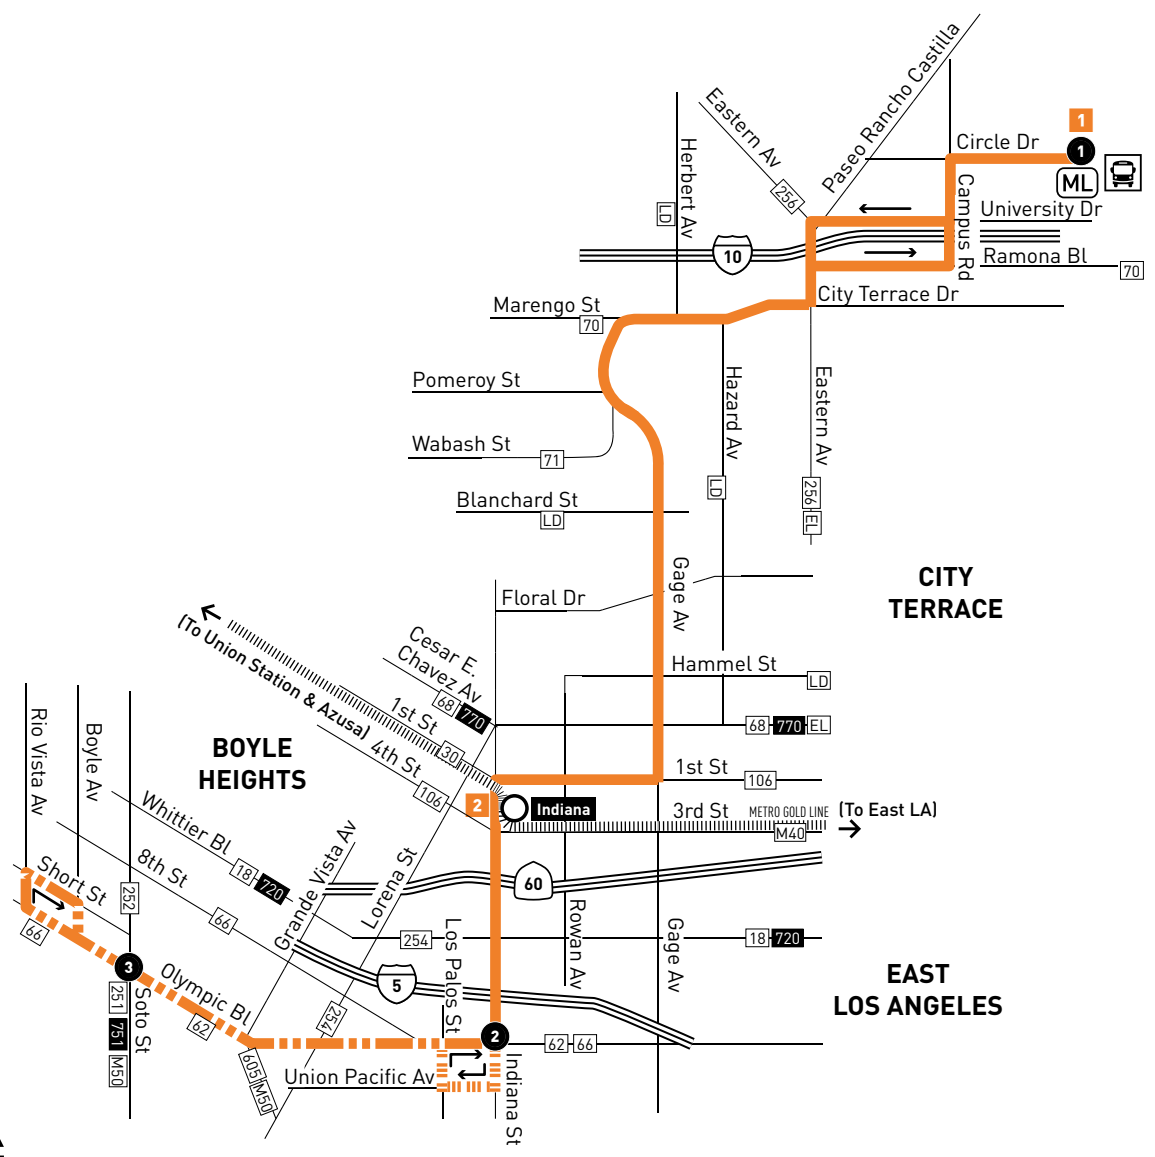 Paseo Rancho Castilla
Eastern Av
256
Herbert Av
LD
1
Circle Dr
1
ML
Campus Rd
University Dr
10
Ramona Bl
70
City Terrace Dr
Marengo St
70
Pomeroy St
Hazard Av
Eastern Av
Wabash St
71
LD
256
EL
Blanchard St
LD
Gage Av
CITY
TERRACE
Floral Dr
(To Union Station & Azusa)
Cesar E.
Chavez Av
68
770
Hammel St
LD
68
770
EL
1st St
30
4th St
106
Rio Vista Av
Boyle Av
BOYLE
HEIGHTS
1st St
106
2
Indiana
3rd St
METRO GOLD LINE
(To East LA)
M40
Whittier Bl
18
720
8th St
66
Grande Vista Av
Lorena St
60
Short St
252
66
254
Los Palos St
Rowan Av
Gage Av
18
720
EAST
LOS ANGELES
3
Olympic Bl
62
5
251
751
M50
Soto St
254
2
62
66
605
M50
Union Pacific Av
Indiana St